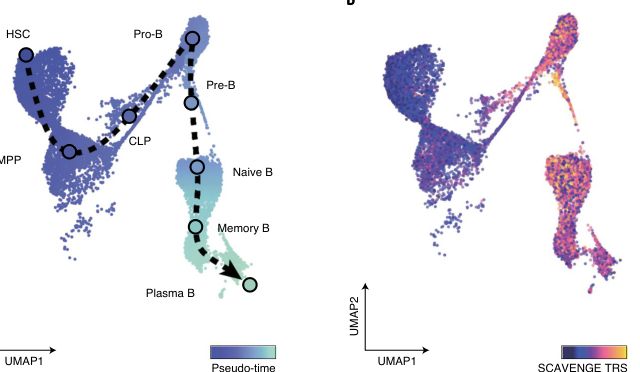 HSC
Pro-B
Pre-B
CLP
MPP
Naive B
Memory B
Plasma B
UMAP1
Pseudo-time
UMAP2
UMAP1
SCAVENGE TRS